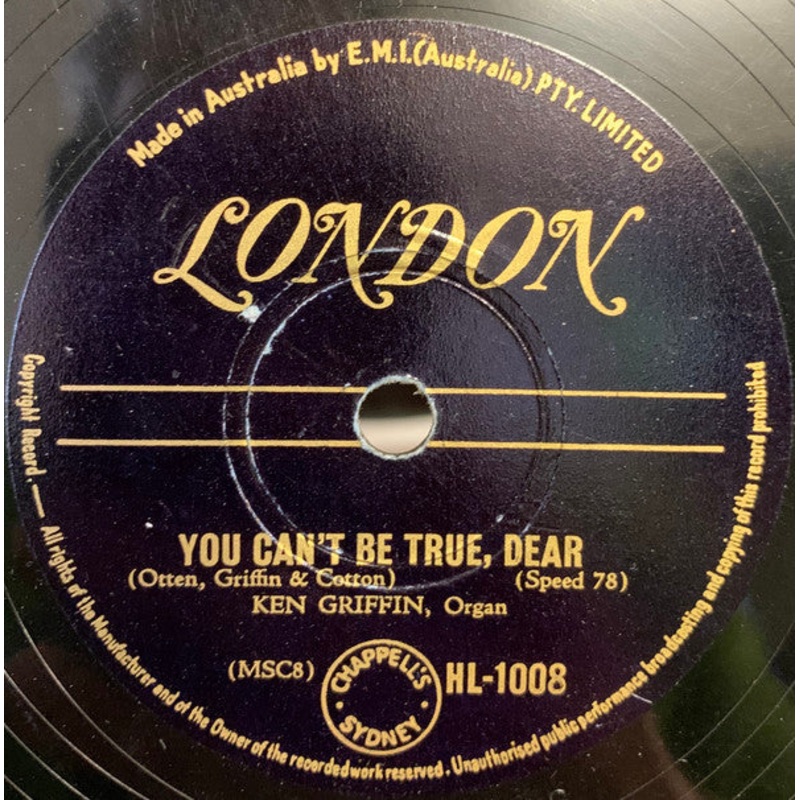 Made in Australia by E.M.I.(Australia) PTY. LIMITED
LONDON
YOU CAN'T BE TRUE, DEAR
(Otten, Griffin & Cotton) (Speed 78)
KEN GRIFFIN, Organ
(MSC8) CHAPPELL'S HL-1008
• SYDNEY •
Copyright Record. — All rights of the Manufacturer and of the Owner of the recorded work reserved. Unauthorised public performance broadcasting and copying of this record prohibited